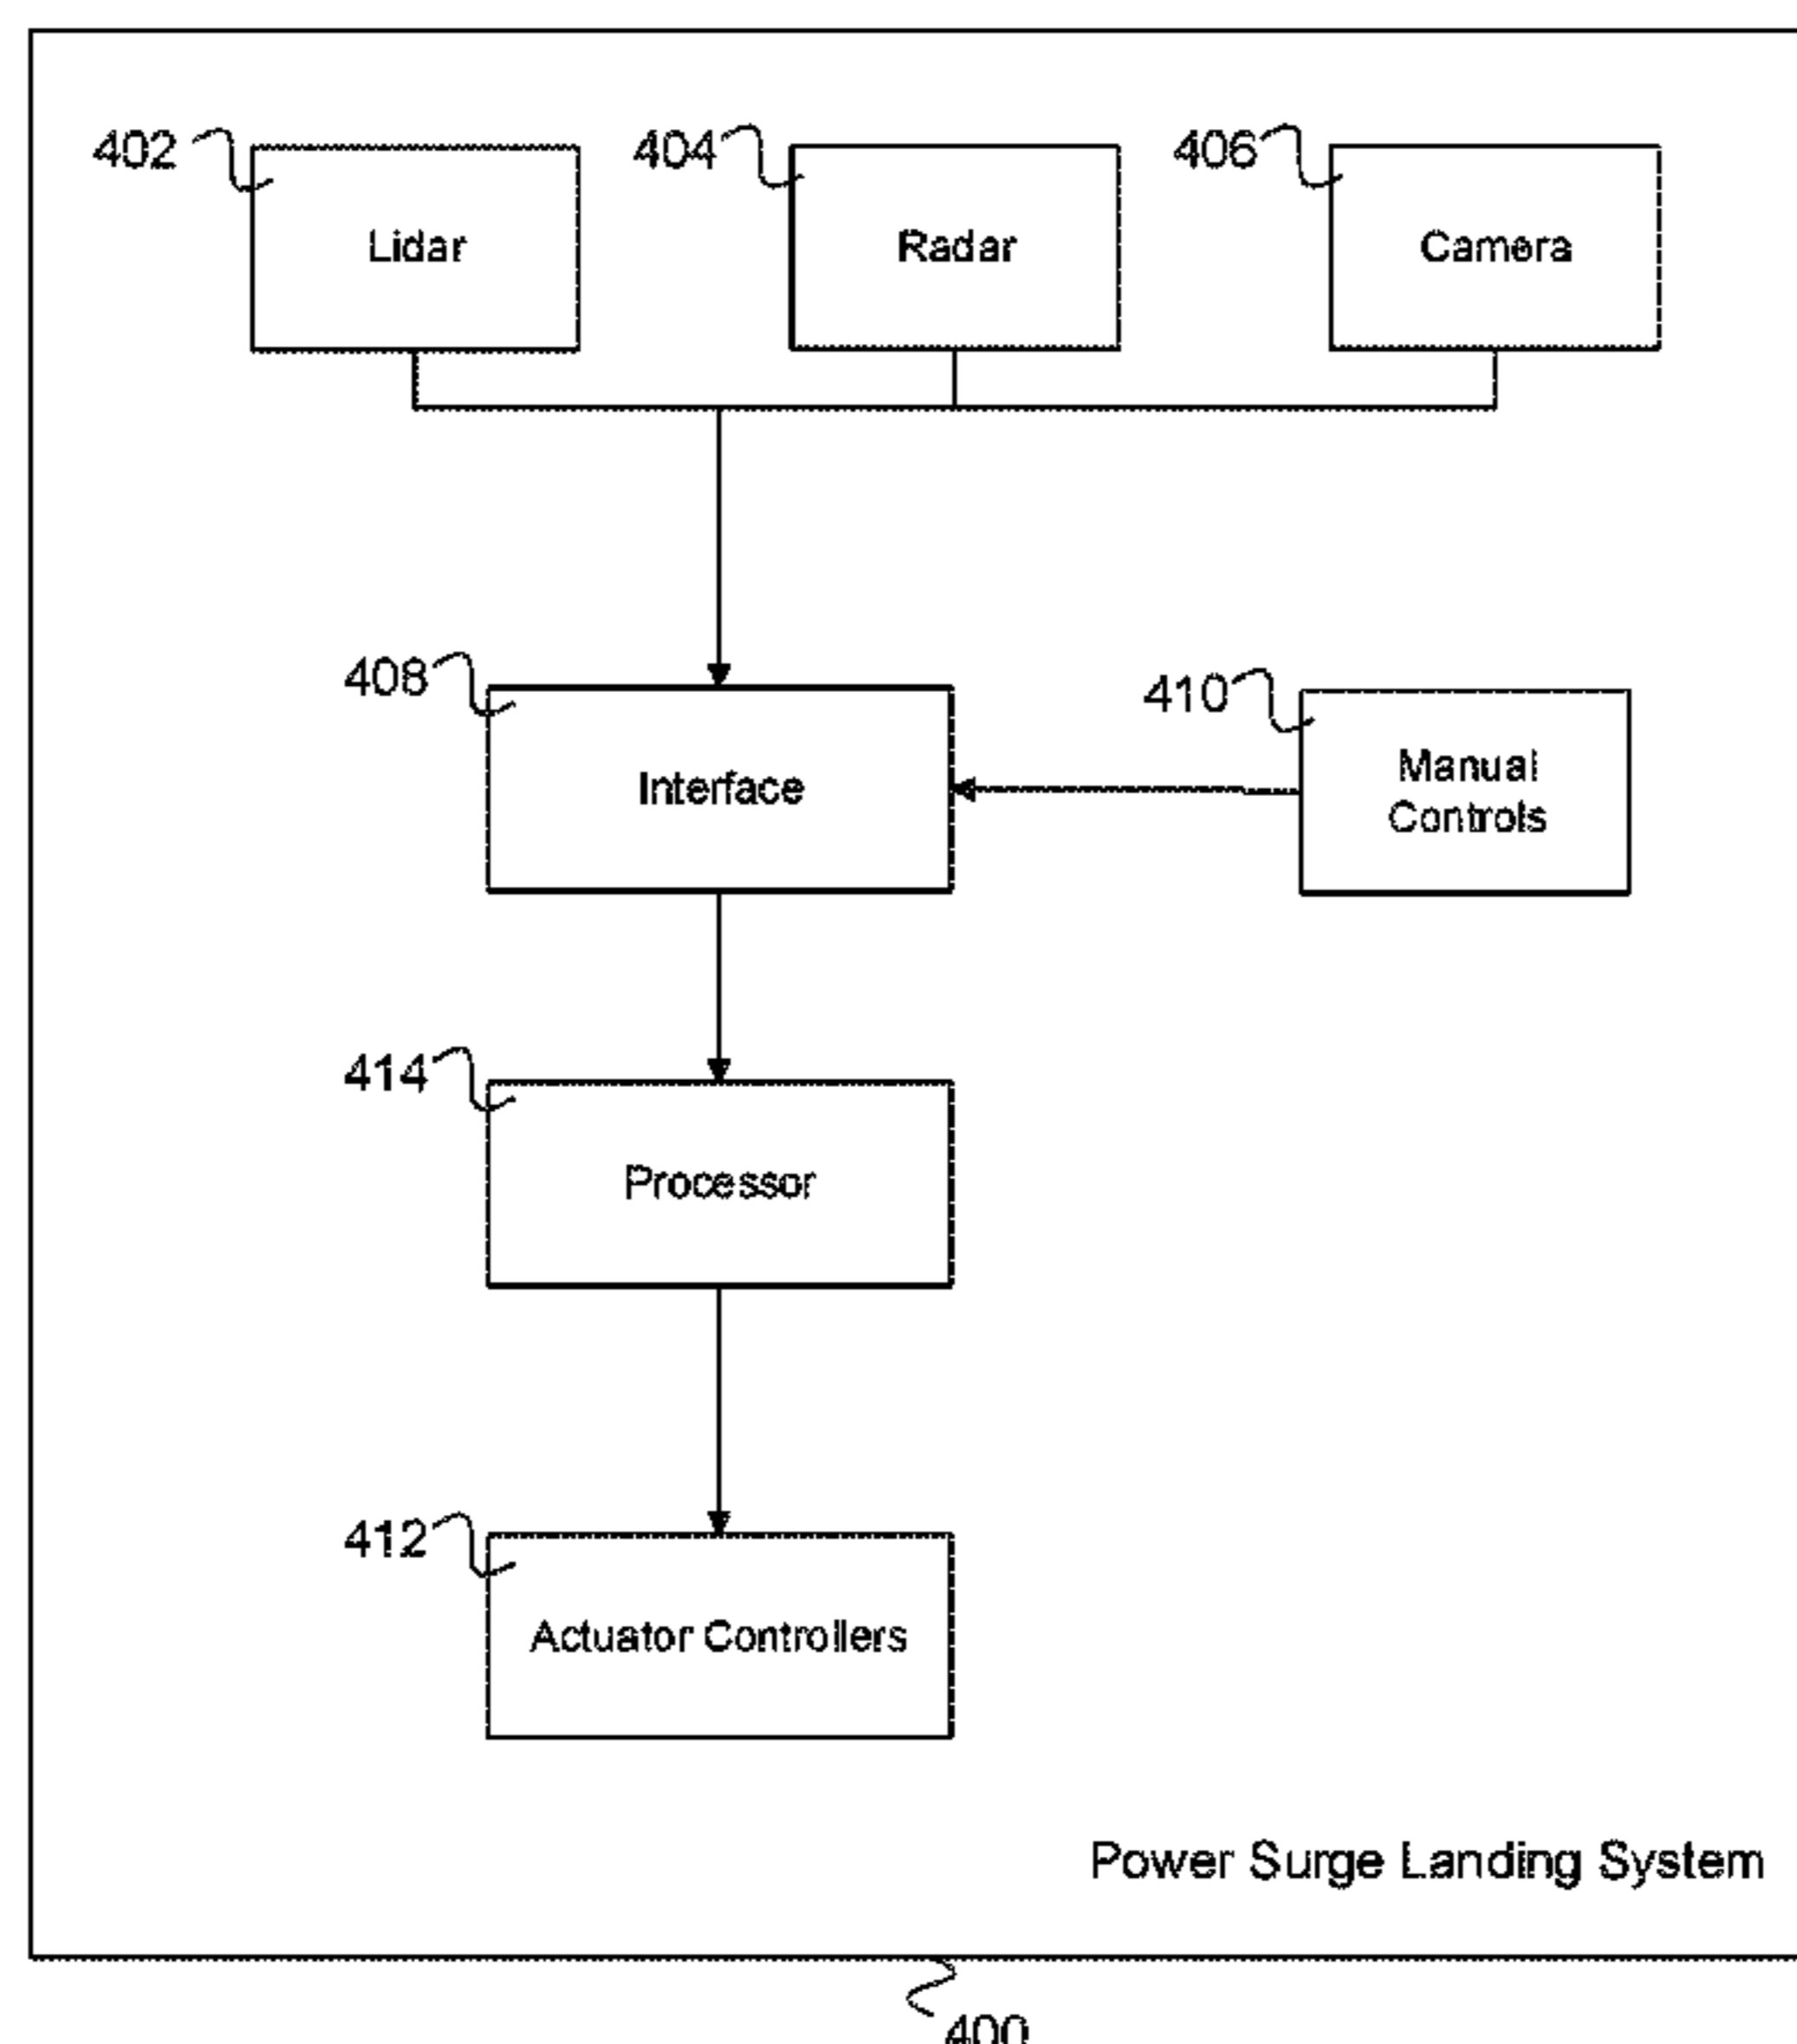 402
404
406
Lidar
Radar
Camera
408
410
Interface
Manual
Controls
414
Processor
412
Actuator Controllers
Power Surge Landing System
400